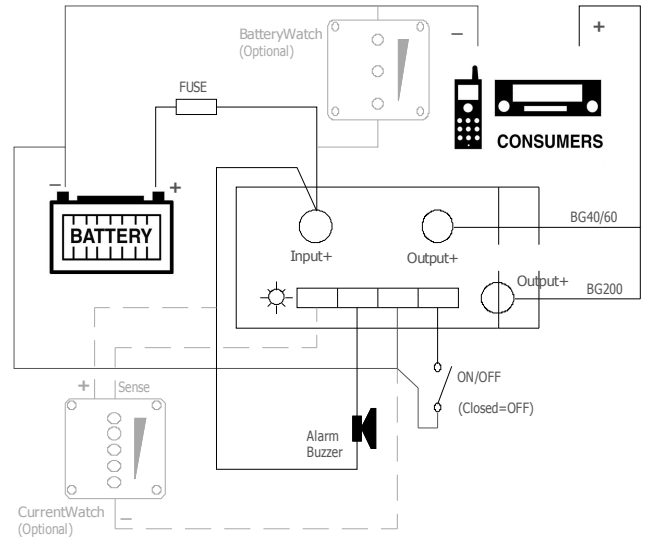 BatteryWatch
(Optional)
−
+
FUSE
CONSUMERS
−
+
BATTERY
BG40/60
Input+
Output+
Output+
BG200
ON/OFF
+
Sense
(Closed=OFF)
Alarm
Buzzer
CurrentWatch
−
(Optional)